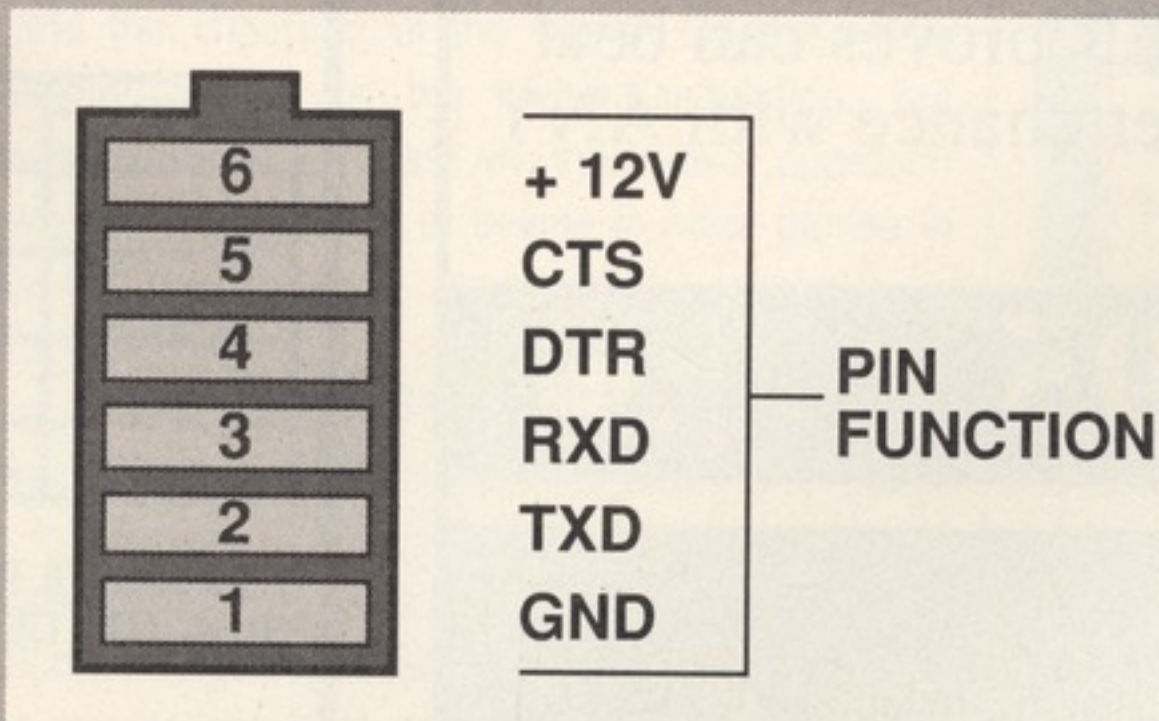 6 + 12V
5 CTS
4 DTR
3 RXD
2 TXD
1 GND
PIN
FUNCTION